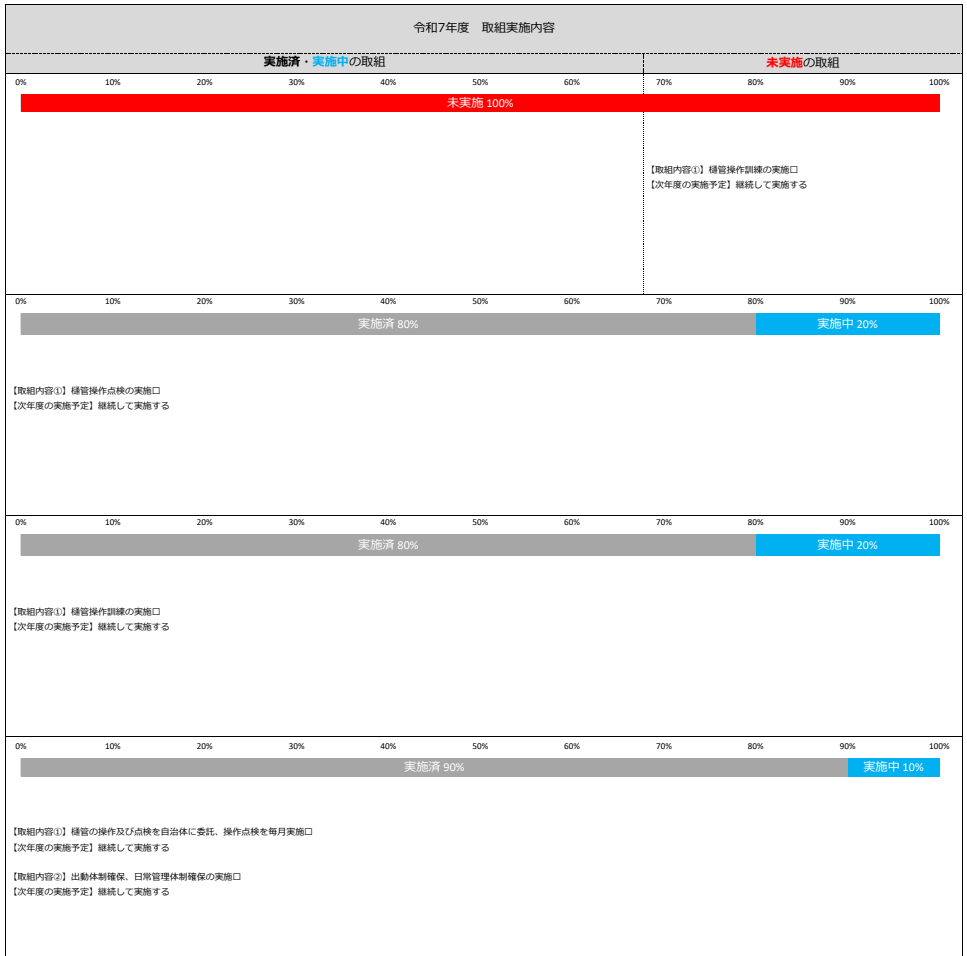 令和7年度　取組実施内容
実施済・実施中の取組
未実施の取組
0% 10% 20% 30% 40% 50% 60% 70% 80% 90% 100%
未実施 100%
【取組内容①】樋管操作訓練の実施口
【次年度の実施予定】継続して実施する
0% 10% 20% 30% 40% 50% 60% 70% 80% 90% 100%
実施済 80%
実施中 20%
【取組内容①】樋管操作点検の実施口
【次年度の実施予定】継続して実施する
0% 10% 20% 30% 40% 50% 60% 70% 80% 90% 100%
実施済 80%
実施中 20%
【取組内容①】樋管操作訓練の実施口
【次年度の実施予定】継続して実施する
0% 10% 20% 30% 40% 50% 60% 70% 80% 90% 100%
実施済 90%
実施中 10%
【取組内容①】樋管の操作及び点検を自治体に委託、操作点検を毎月実施口
【次年度の実施予定】継続して実施する
【取組内容②】出動体制確保、日常管理体制確保の実施口
【次年度の実施予定】継続して実施する